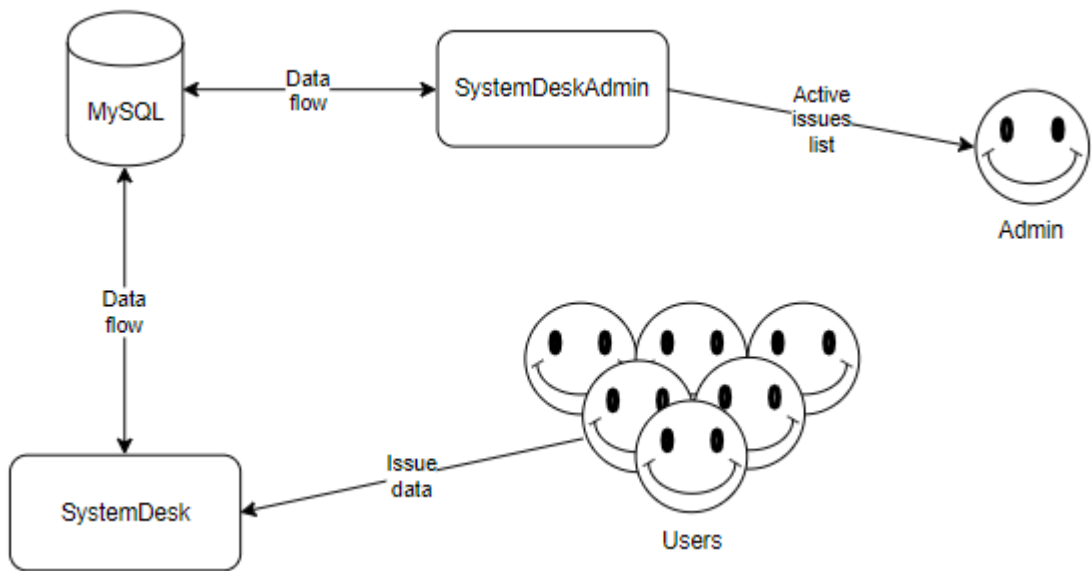 MySQL
Data
flow
SystemDeskAdmin
Active
issues
list
Admin
Data
flow
SystemDesk
Issue
data
Users